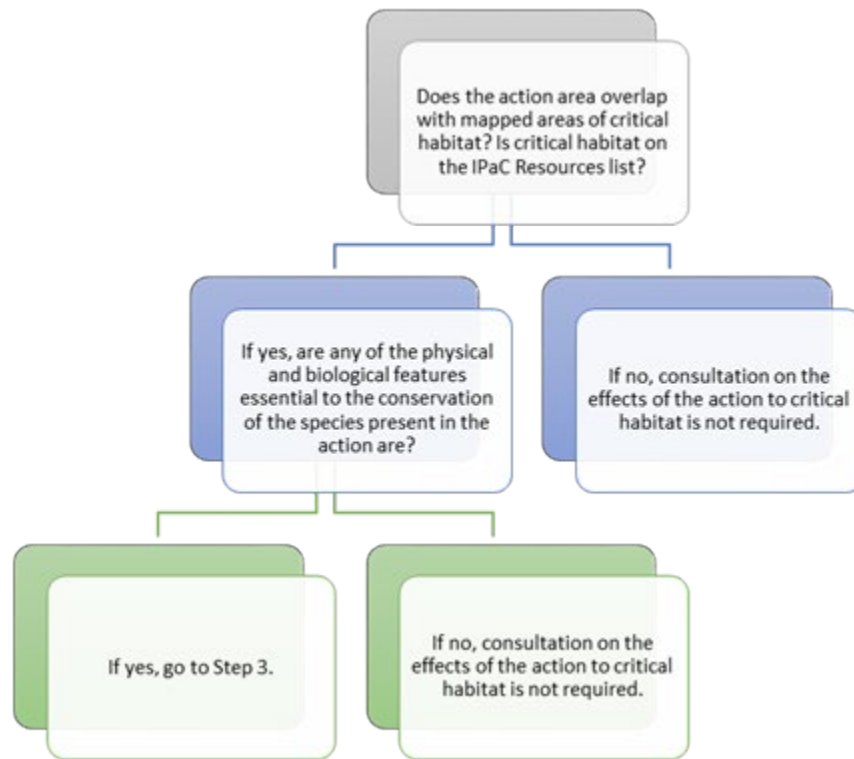 Does the action area overlap
with mapped areas of critical
habitat? Is critical habitat on
the IPaC Resources list?
If yes, are any of the physical
and biological features
essential to the conservation
of the species present in the
action are?
If no, consultation on the
effects of the action to critical
habitat is not required.
If yes, go to Step 3.
If no, consultation on the
effects of the action to critical
habitat is not required.